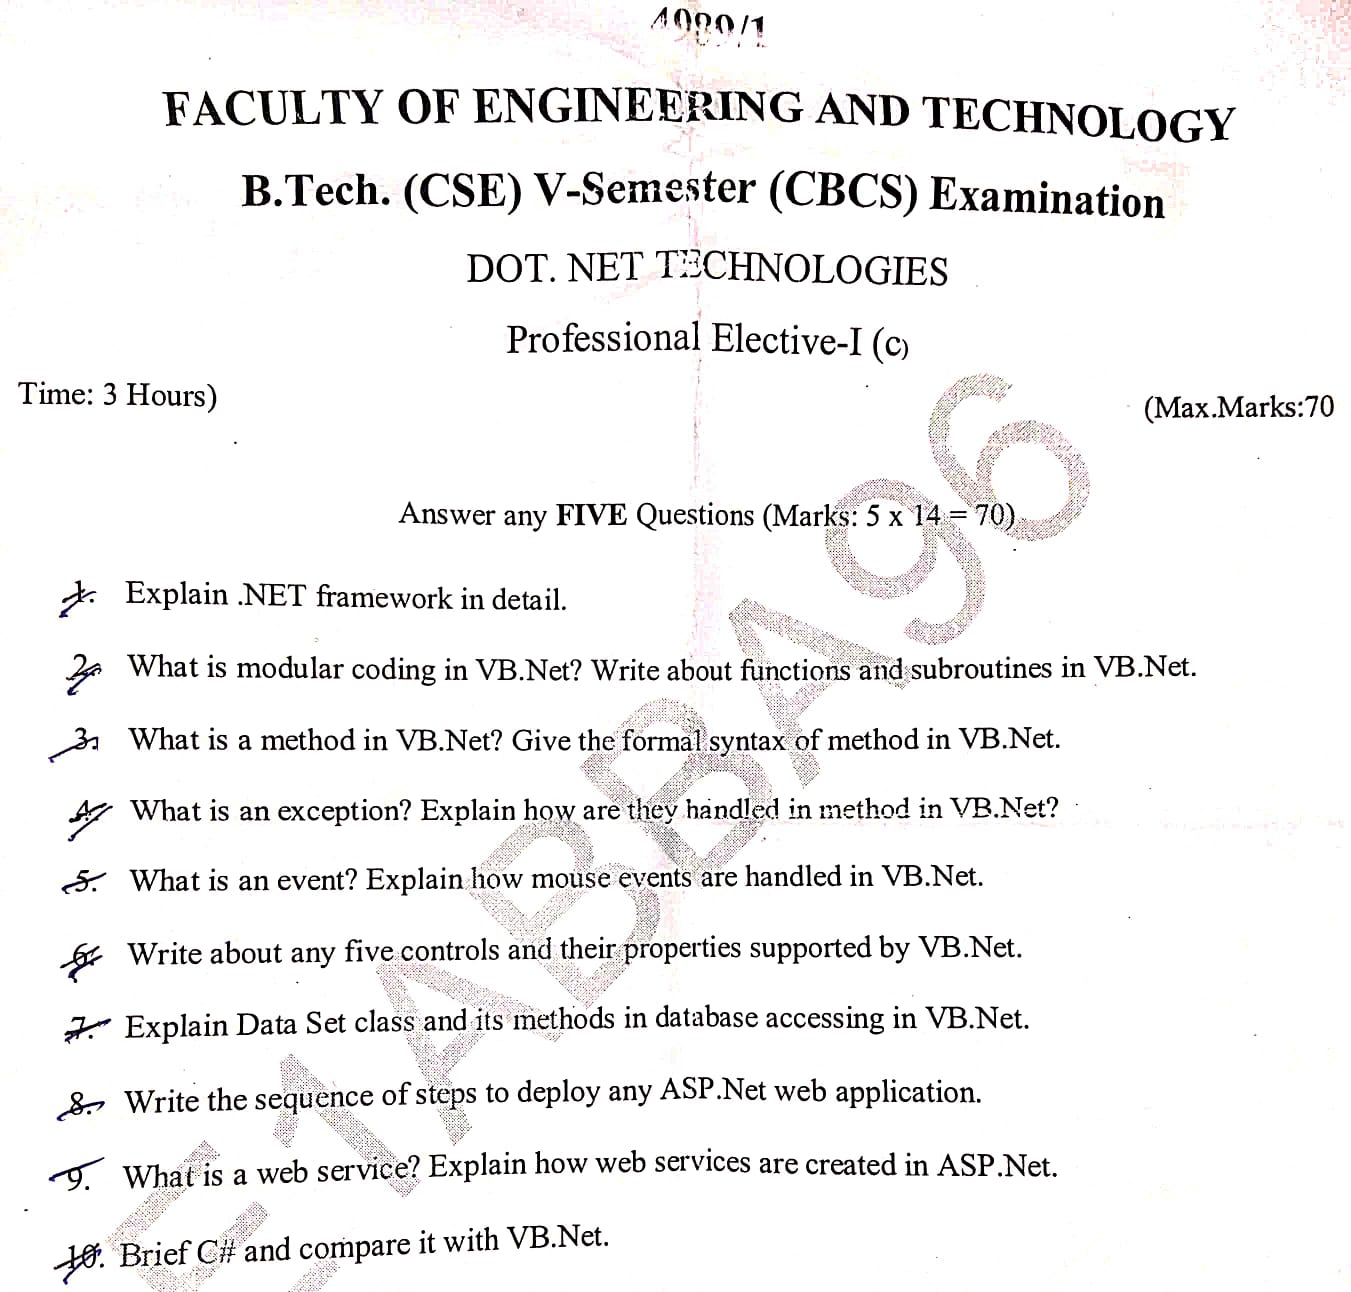 4089/1
FACULTY OF ENGINEERING AND TECHNOLOGY
B.Tech. (CSE) V-Semester (CBCS) Examination
DOT. NET TECHNOLOGIES
Professional Elective-I (c)
Time: 3 Hours)
(Max.Marks:70
Answer any FIVE Questions (Marks: 5 x 14 = 70)
1. Explain .NET framework in detail.
2. What is modular coding in VB.Net? Write about functions and subroutines in VB.Net.
3. What is a method in VB.Net? Give the formal syntax of method in VB.Net.
4. What is an exception? Explain how are they handled in method in VB.Net?
5. What is an event? Explain how mouse events are handled in VB.Net.
6. Write about any five controls and their properties supported by VB.Net.
7. Explain Data Set class and its methods in database accessing in VB.Net.
8. Write the sequence of steps to deploy any ASP.Net web application.
9. What is a web service? Explain how web services are created in ASP.Net.
10. Brief C# and compare it with VB.Net.
E1ABBA96